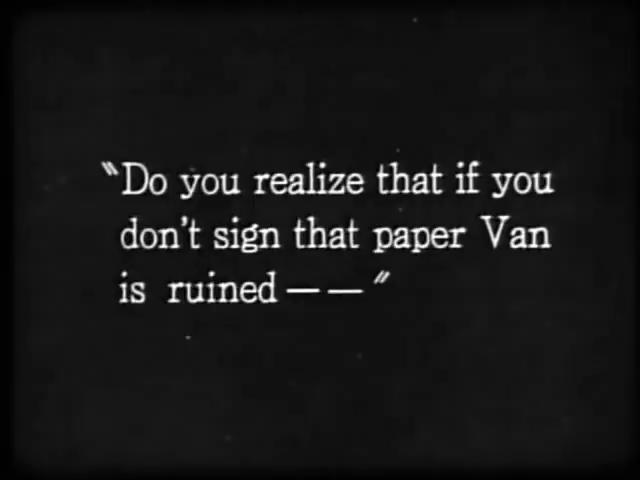 "Do you realize that if you
don't sign that paper Van
is ruined — — "